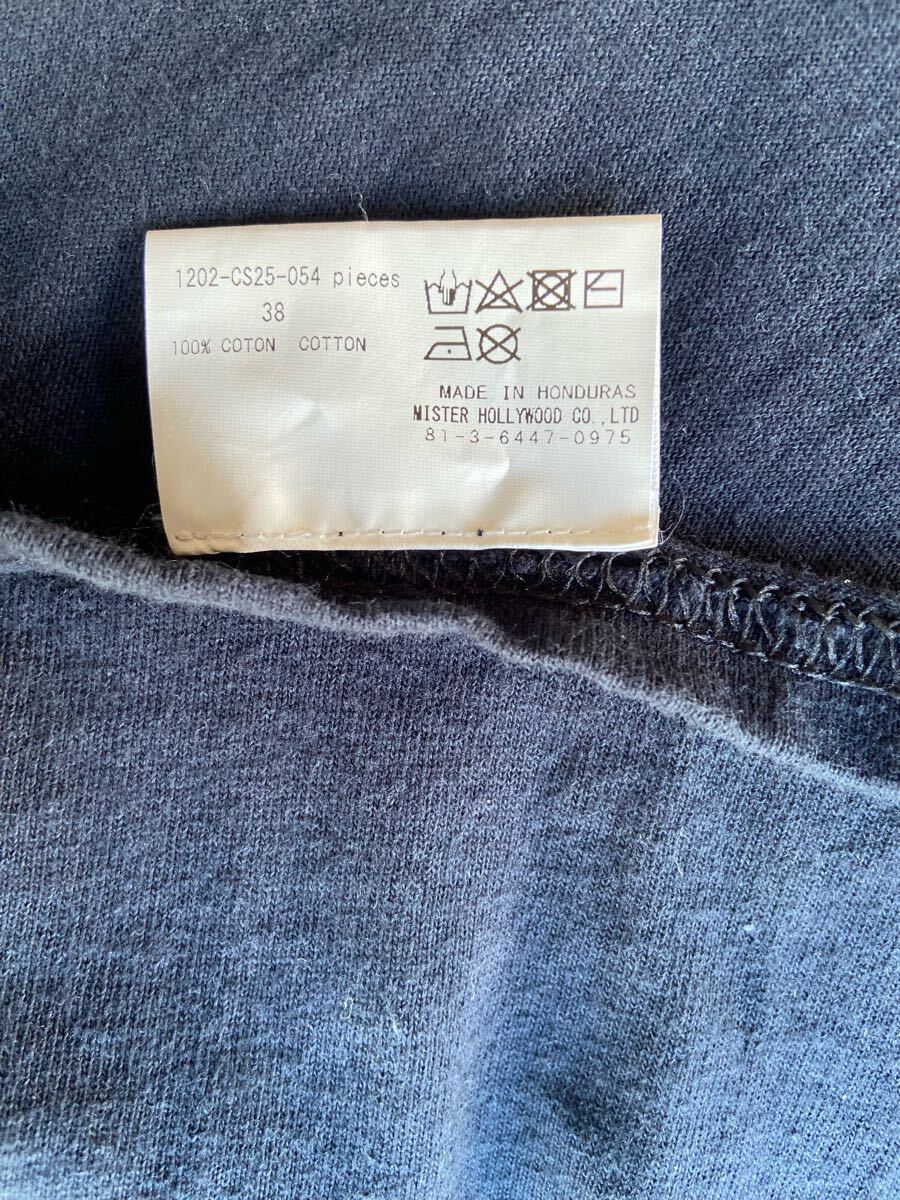 1202-CS25-054 pieces
38
100% COTON COTTON
MADE IN HONDURAS
MISTER HOLLYWOOD CO.,LTD
81-3-6447-0975